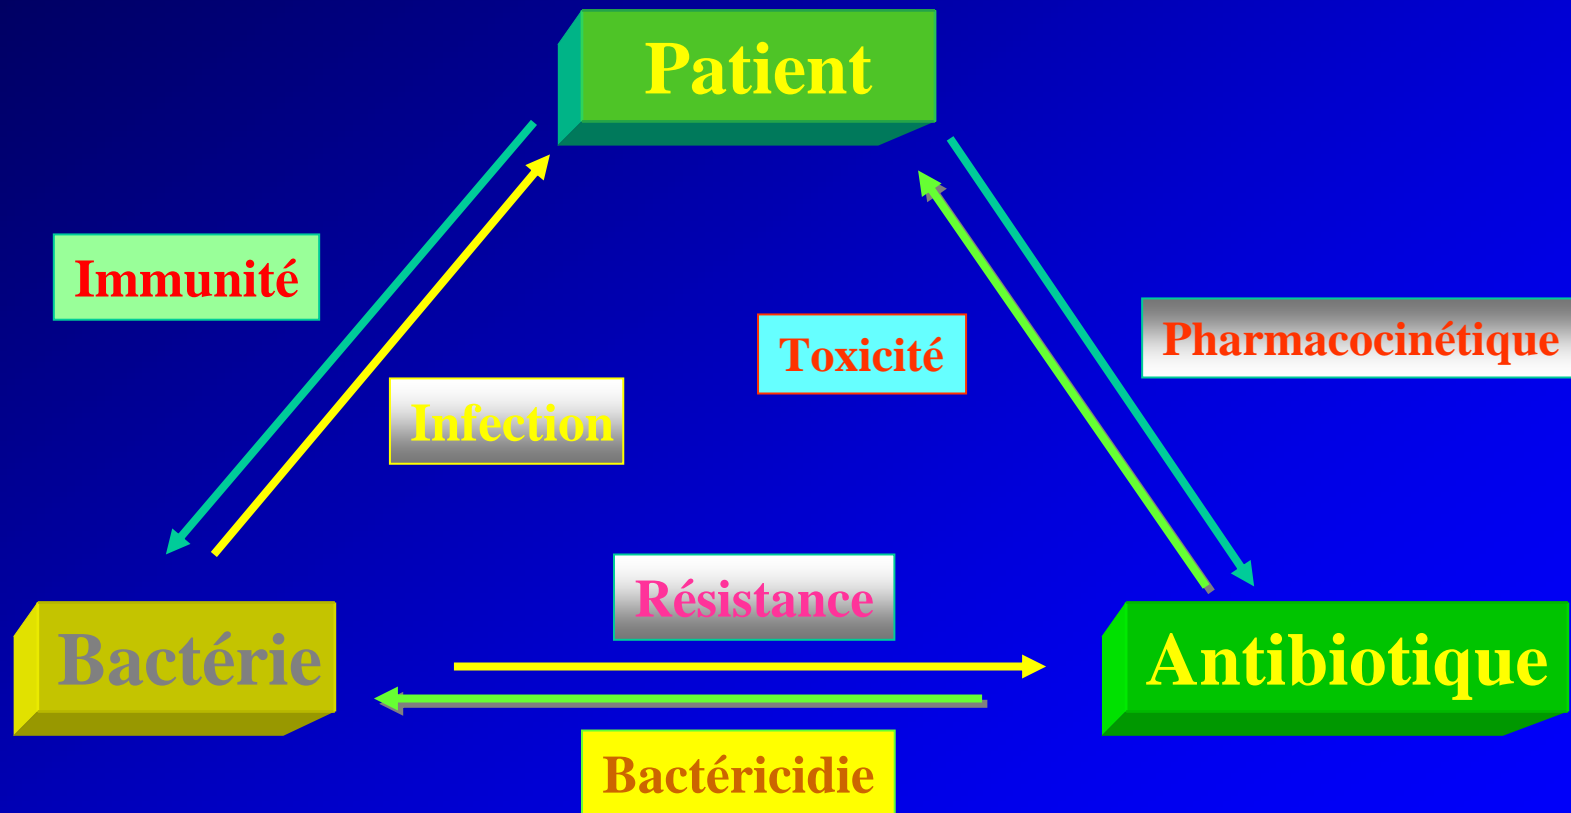 Patient
Immunité
Pharmacocinétique
Toxicité
Infection
Résistance
Bactérie
Antibiotique
Bactéricidie